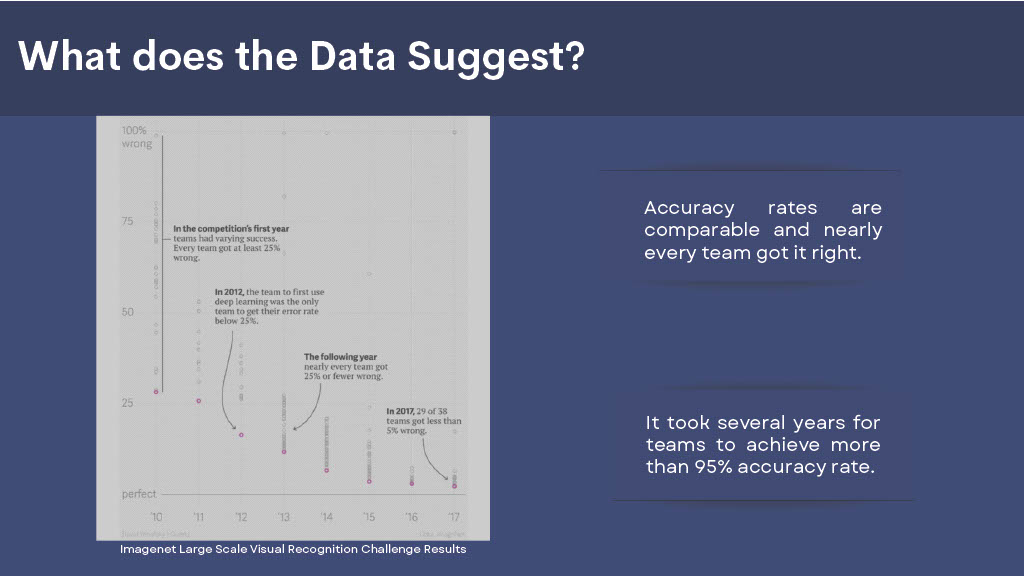 What does the Data Suggest?
100%
wrong
75
In the competition's first year
teams had varying success.
Every team got at least 25%
wrong.
In 2012, the team to first use
deep learning was the only
team to get their error rate
below 25%.
50
The following year
nearly every team got
25% or fewer wrong.
25
In 2017, 29 of 38
teams got less than
5% wrong.
perfect
'10 '11 '12 '13 '14 '15 '16 '17
Imagenet Large Scale Visual Recognition Challenge Results
Accuracy rates are
comparable and nearly
every team got it right.
It took several years for
teams to achieve more
than 95% accuracy rate.